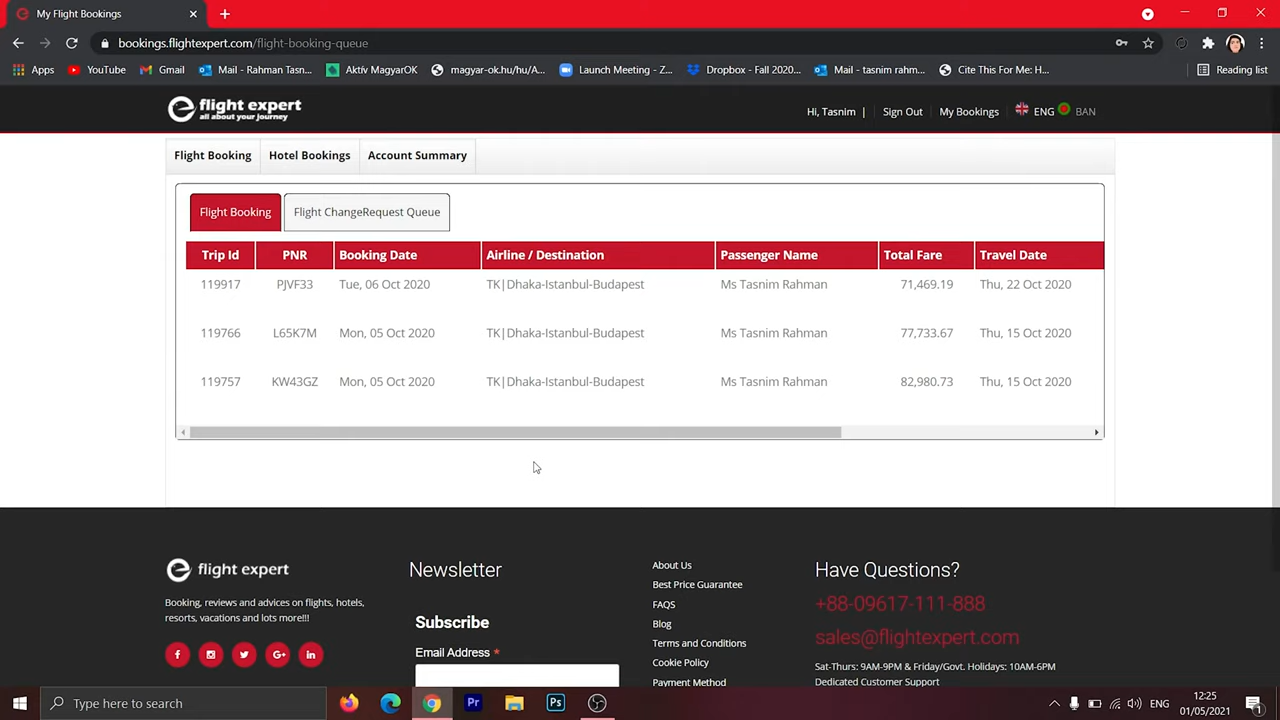 My Flight Bookings
bookings.flightexpert.com/flight-booking-queue
Apps YouTube Gmail Mail - Rahman Tasn... Aktív MagyarOK magyar-ok.hu/hu/A... Launch Meeting - Z... Dropbox - Fall 2020... Mail - tasnim rahm... Cite This For Me: H... Reading list
flight expert
all about your journey
Hi, Tasnim | Sign Out | My Bookings ENG BAN
Flight Booking Hotel Bookings Account Summary
Flight Booking Flight ChangeRequest Queue
Trip Id PNR Booking Date Airline / Destination Passenger Name Total Fare Travel Date
119917 PJVF33 Tue, 06 Oct 2020 TK|Dhaka-Istanbul-Budapest Ms Tasnim Rahman 71,469.19 Thu, 22 Oct 2020
119766 L65K7M Mon, 05 Oct 2020 TK|Dhaka-Istanbul-Budapest Ms Tasnim Rahman 77,733.67 Thu, 15 Oct 2020
119757 KW43GZ Mon, 05 Oct 2020 TK|Dhaka-Istanbul-Budapest Ms Tasnim Rahman 82,980.73 Thu, 15 Oct 2020
flight expert
Booking, reviews and advices on flights, hotels,
resorts, vacations and lots more!!!
Newsletter
Subscribe
Email Address *
About Us
Best Price Guarantee
FAQS
Blog
Terms and Conditions
Cookie Policy
Payment Method
Have Questions?
+88-09617-111-888
sales@flightexpert.com
Sat-Thurs: 9AM-9PM & Friday/Govt. Holidays: 10AM-6PM
Dedicated Customer Support
Type here to search
Pr
Ps
ENG
12:25
01/05/2021
1